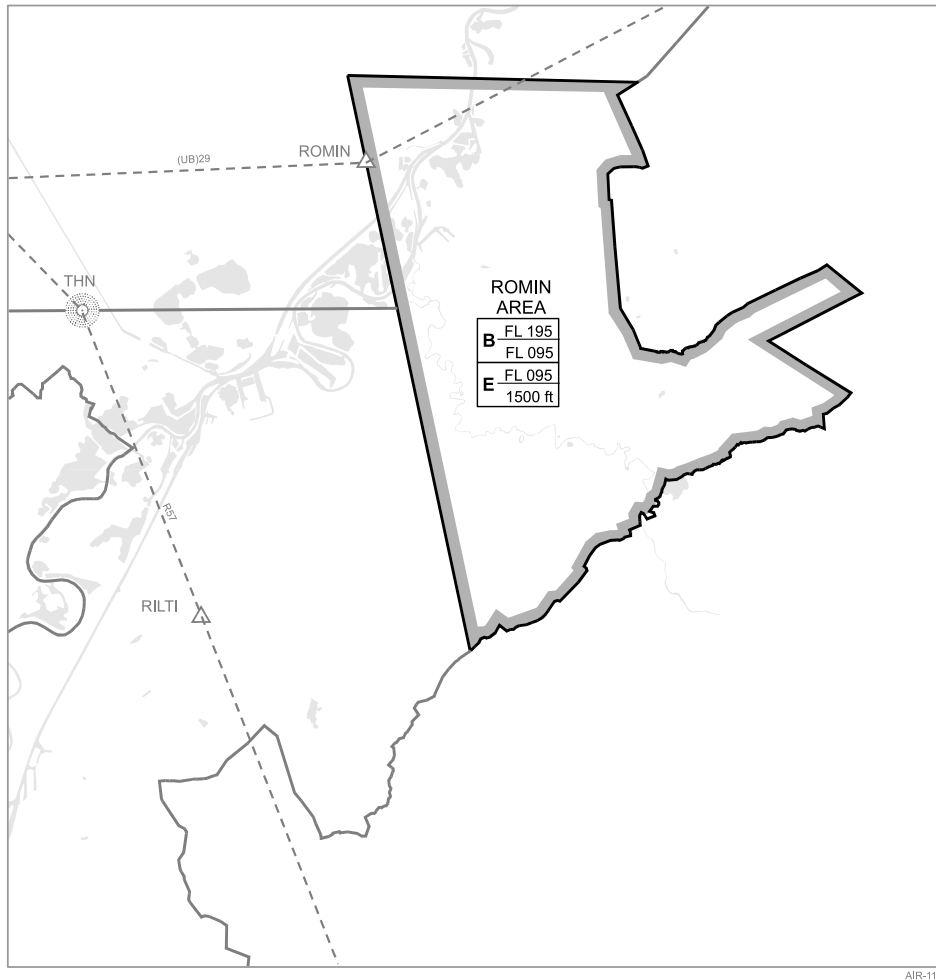 (UB)29
ROMIN
THN
ROMIN
AREA
B FL 195
FL 095
E FL 095
1500 ft
R57
RILTI
AIR-11